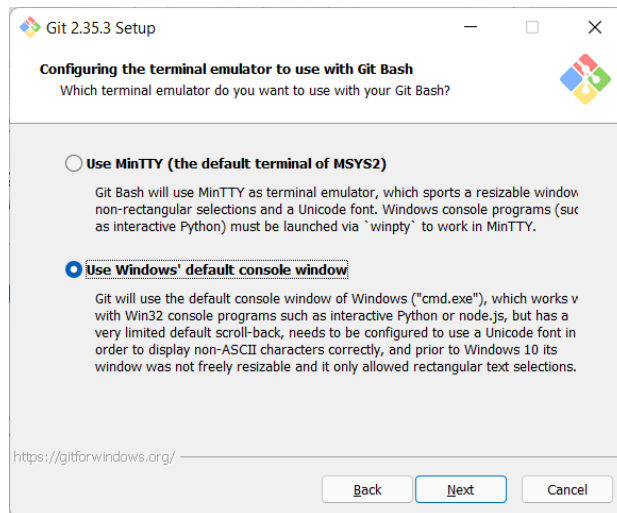 Git 2.35.3 Setup
Configuring the terminal emulator to use with Git Bash
Which terminal emulator do you want to use with your Git Bash?
Use MinTTY (the default terminal of MSYS2)
Git Bash will use MinTTY as terminal emulator, which sports a resizable window
non-rectangular selections and a Unicode font. Windows console programs (suc
as interactive Python) must be launched via `winpty` to work in MinTTY.
Use Windows' default console window
Git will use the default console window of Windows ("cmd.exe"), which works
with Win32 console programs such as interactive Python or node.js, but has a
very limited default scroll-back, needs to be configured to use a Unicode font in
order to display non-ASCII characters correctly, and prior to Windows 10 its
window was not freely resizable and it only allowed rectangular text selections.
https://gitforwindows.org/
Back Next Cancel